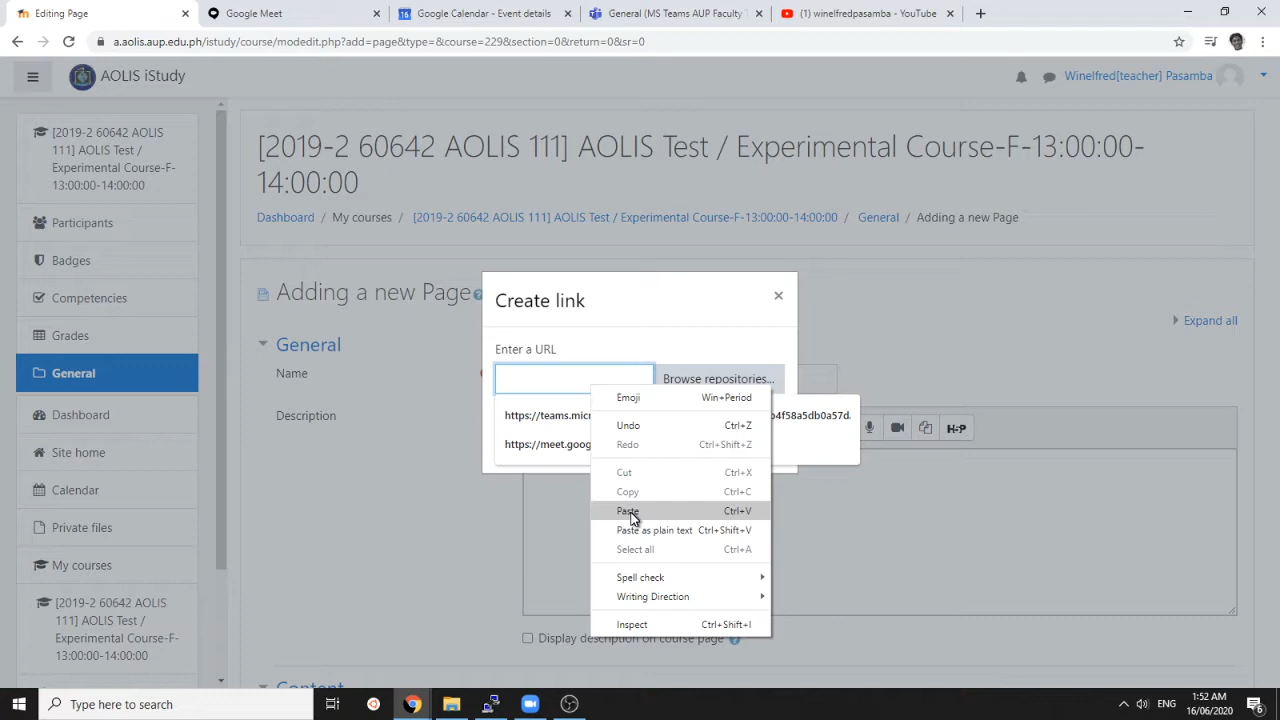 Editing Page
Google Meet
Google Calendar - Event details
General (MS Teams AUP Faculty T
(1) winelfredpasamba - YouTube
a.aolis.aup.edu.ph/istudy/course/modedit.php?add=page&type=&course=229&section=0&return=0&sr=0
AOLIS iStudy
Winelfred[teacher] Pasamba
[2019-2 60642 AOLIS
111] AOLIS Test /
Experimental Course-F-
13:00:00-14:00:00
Participants
Badges
Competencies
Grades
General
Dashboard
Site home
Calendar
Private files
My courses
[2019-2 60642 AOLIS
111] AOLIS Test /
Experimental Course-F-
13:00:00-14:00:00
[2019-2 60642 AOLIS 111] AOLIS Test / Experimental Course-F-13:00:00-
14:00:00
Dashboard / My courses / [2019-2 60642 AOLIS 111] AOLIS Test / Experimental Course-F-13:00:00-14:00:00 / General / Adding a new Page
Adding a new Page
Expand all
General
Name
Description
H-P
Create link
Enter a URL
Browse repositories...
https://teams.micr
b4f58a5db0a57d
https://meet.goog
Emoji Win+Period
Undo Ctrl+Z
Redo Ctrl+Shift+Z
Cut Ctrl+X
Copy Ctrl+C
Paste Ctrl+V
Paste as plain text Ctrl+Shift+V
Select all Ctrl+A
Spell check
Writing Direction
Inspect Ctrl+Shift+I
Display description on course page
Content
Type here to search
ENG
1:52 AM
16/06/2020
6